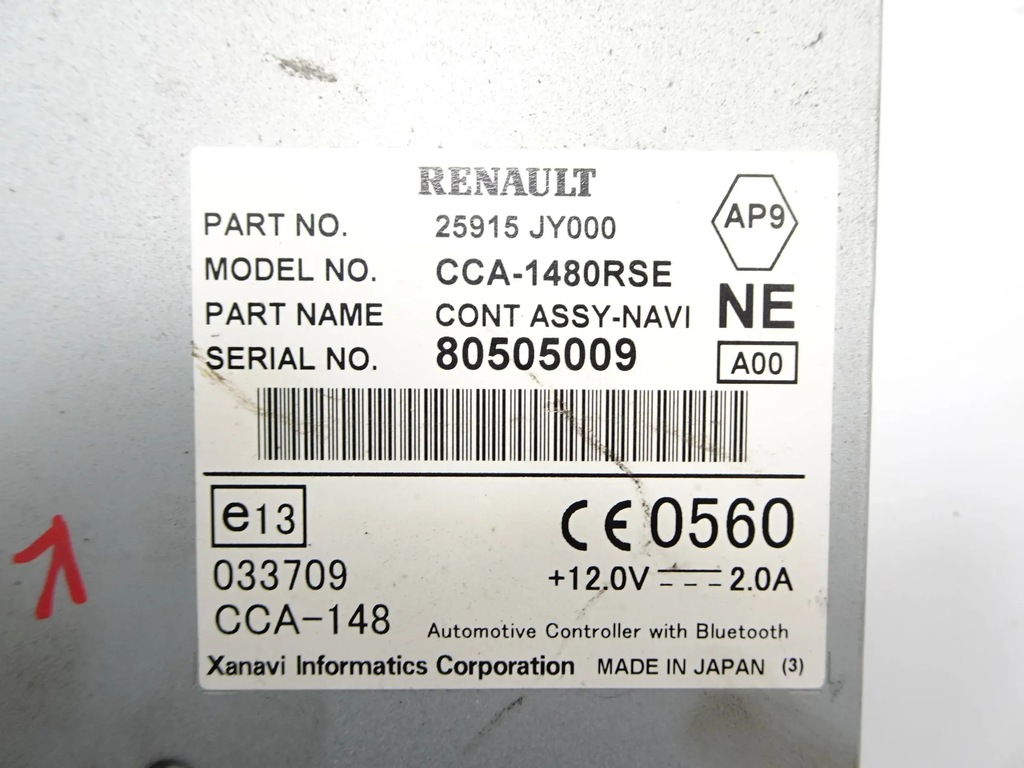 RENAULT
PART NO. 25915 JY000
AP9
MODEL NO. CCA-1480RSE
PART NAME CONT ASSY-NAVI
NE
SERIAL NO. 80505009
A00
e13
CE 0560
033709
+12.0V 2.0A
CCA-148
Automotive Controller with Bluetooth
Xanavi Informatics Corporation MADE IN JAPAN (3)
1